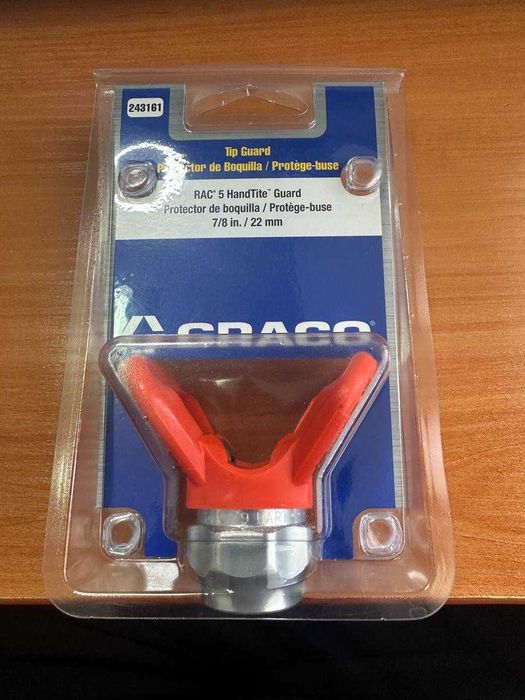 243161
Tip Guard
Protector de Boquilla / Protège-buse
RAC® 5 HandTite™ Guard
Protector de boquilla / Protège-buse
7/8 in. / 22 mm
GRACO®